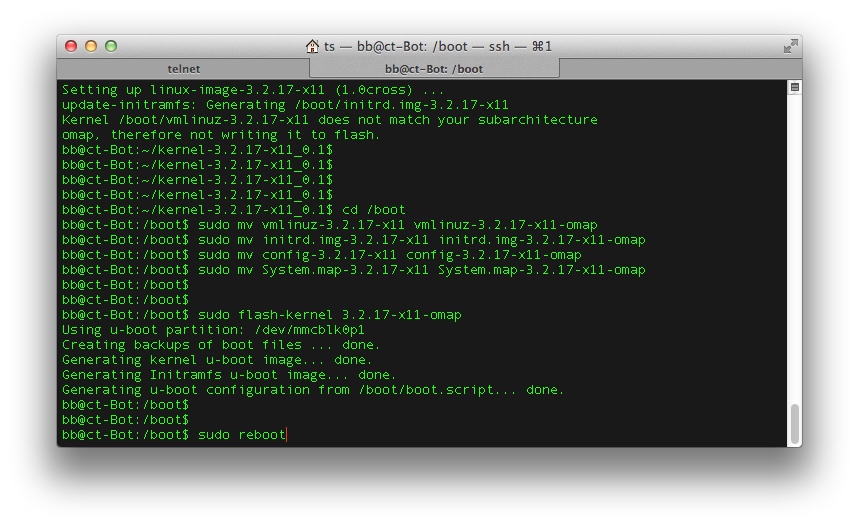 ts — bb@ct-Bot: /boot — ssh — ⌘1
telnet
bb@ct-Bot: /boot
Setting up linux-image-3.2.17-x11 (1.0cross) ...
update-initramfs: Generating /boot/initrd.img-3.2.17-x11
Kernel /boot/vmlinuz-3.2.17-x11 does not match your subarchitecture
omap, therefore not writing it to flash.
bb@ct-Bot:~/kernel-3.2.17-x11_0.1$
bb@ct-Bot:~/kernel-3.2.17-x11_0.1$
bb@ct-Bot:~/kernel-3.2.17-x11_0.1$
bb@ct-Bot:~/kernel-3.2.17-x11_0.1$
bb@ct-Bot:~/kernel-3.2.17-x11_0.1$ cd /boot
bb@ct-Bot:/boot$ sudo mv vmlinuz-3.2.17-x11 vmlinuz-3.2.17-x11-omap
bb@ct-Bot:/boot$ sudo mv initrd.img-3.2.17-x11 initrd.img-3.2.17-x11-omap
bb@ct-Bot:/boot$ sudo mv config-3.2.17-x11 config-3.2.17-x11-omap
bb@ct-Bot:/boot$ sudo mv System.map-3.2.17-x11 System.map-3.2.17-x11-omap
bb@ct-Bot:/boot$
bb@ct-Bot:/boot$
bb@ct-Bot:/boot$ sudo flash-kernel 3.2.17-x11-omap
Using u-boot partition: /dev/mmcblk0p1
Creating backups of boot files ... done.
Generating kernel u-boot image... done.
Generating Initramfs u-boot image... done.
Generating u-boot configuration from /boot/boot.script... done.
bb@ct-Bot:/boot$
bb@ct-Bot:/boot$
bb@ct-Bot:/boot$ sudo reboot